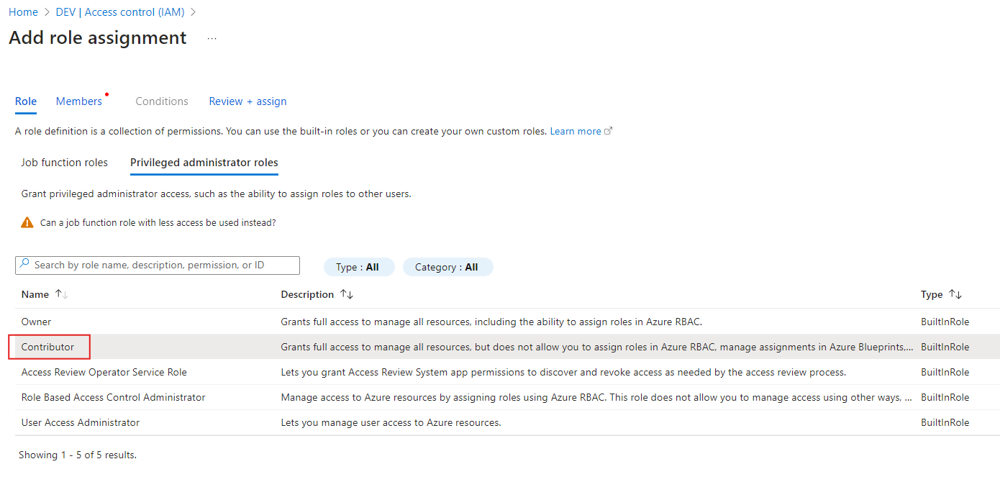 Home > DEV | Access control (IAM) >
Add role assignment ...
Role Members Conditions Review + assign
A role definition is a collection of permissions. You can use the built-in roles or you can create your own custom roles. Learn more
Job function roles Privileged administrator roles
Grant privileged administrator access, such as the ability to assign roles to other users.
Can a job function role with less access be used instead?
Search by role name, description, permission, or ID Type : All Category : All
Name ↑↓ Description ↑↓ Type ↑↓
Owner Grants full access to manage all resources, including the ability to assign roles in Azure RBAC. BuiltInRole
Contributor Grants full access to manage all resources, but does not allow you to assign roles in Azure RBAC, manage assignments in Azure Blueprints,... BuiltInRole
Access Review Operator Service Role Lets you grant Access Review System app permissions to discover and revoke access as needed by the access review process. BuiltInRole
Role Based Access Control Administrator Manage access to Azure resources by assigning roles using Azure RBAC. This role does not allow you to manage access using other ways, ... BuiltInRole
User Access Administrator Lets you manage user access to Azure resources. BuiltInRole
Showing 1 - 5 of 5 results.